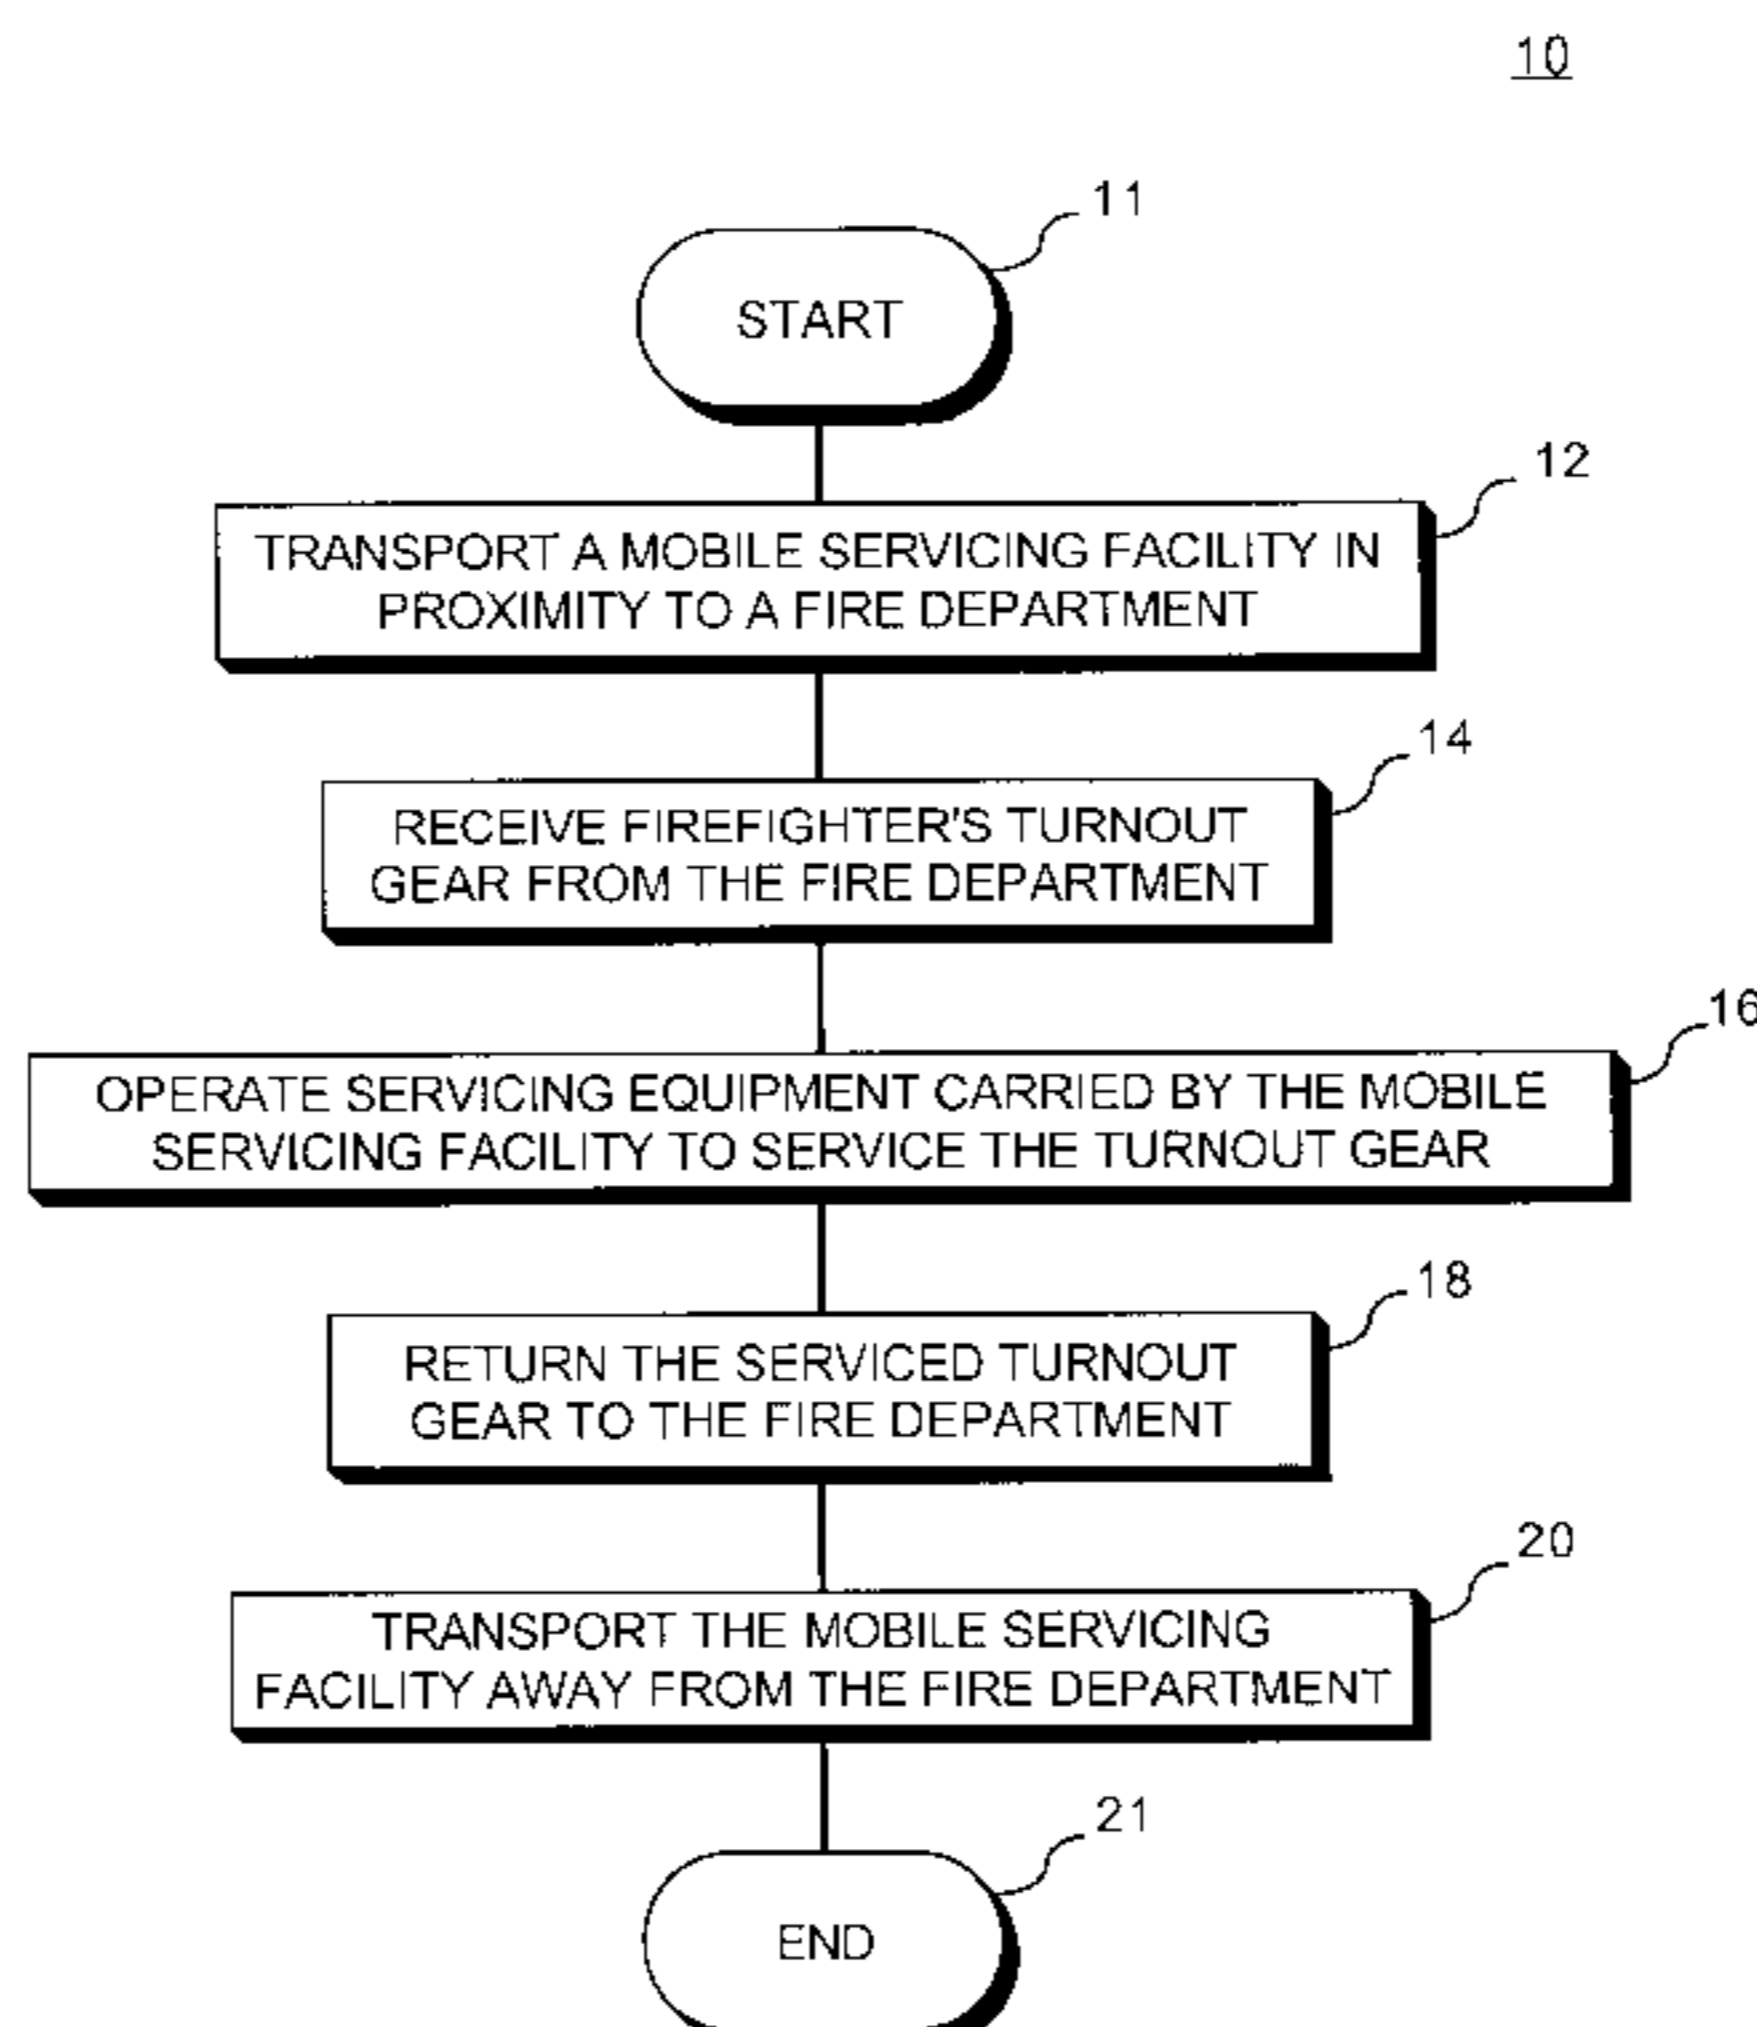 10
11
START
12
TRANSPORT A MOBILE SERVICING FACILITY IN
PROXIMITY TO A FIRE DEPARTMENT
14
RECEIVE FIREFIGHTER'S TURNOUT
GEAR FROM THE FIRE DEPARTMENT
16
OPERATE SERVICING EQUIPMENT CARRIED BY THE MOBILE
SERVICING FACILITY TO SERVICE THE TURNOUT GEAR
18
RETURN THE SERVICED TURNOUT
GEAR TO THE FIRE DEPARTMENT
20
TRANSPORT THE MOBILE SERVICING
FACILITY AWAY FROM THE FIRE DEPARTMENT
21
END